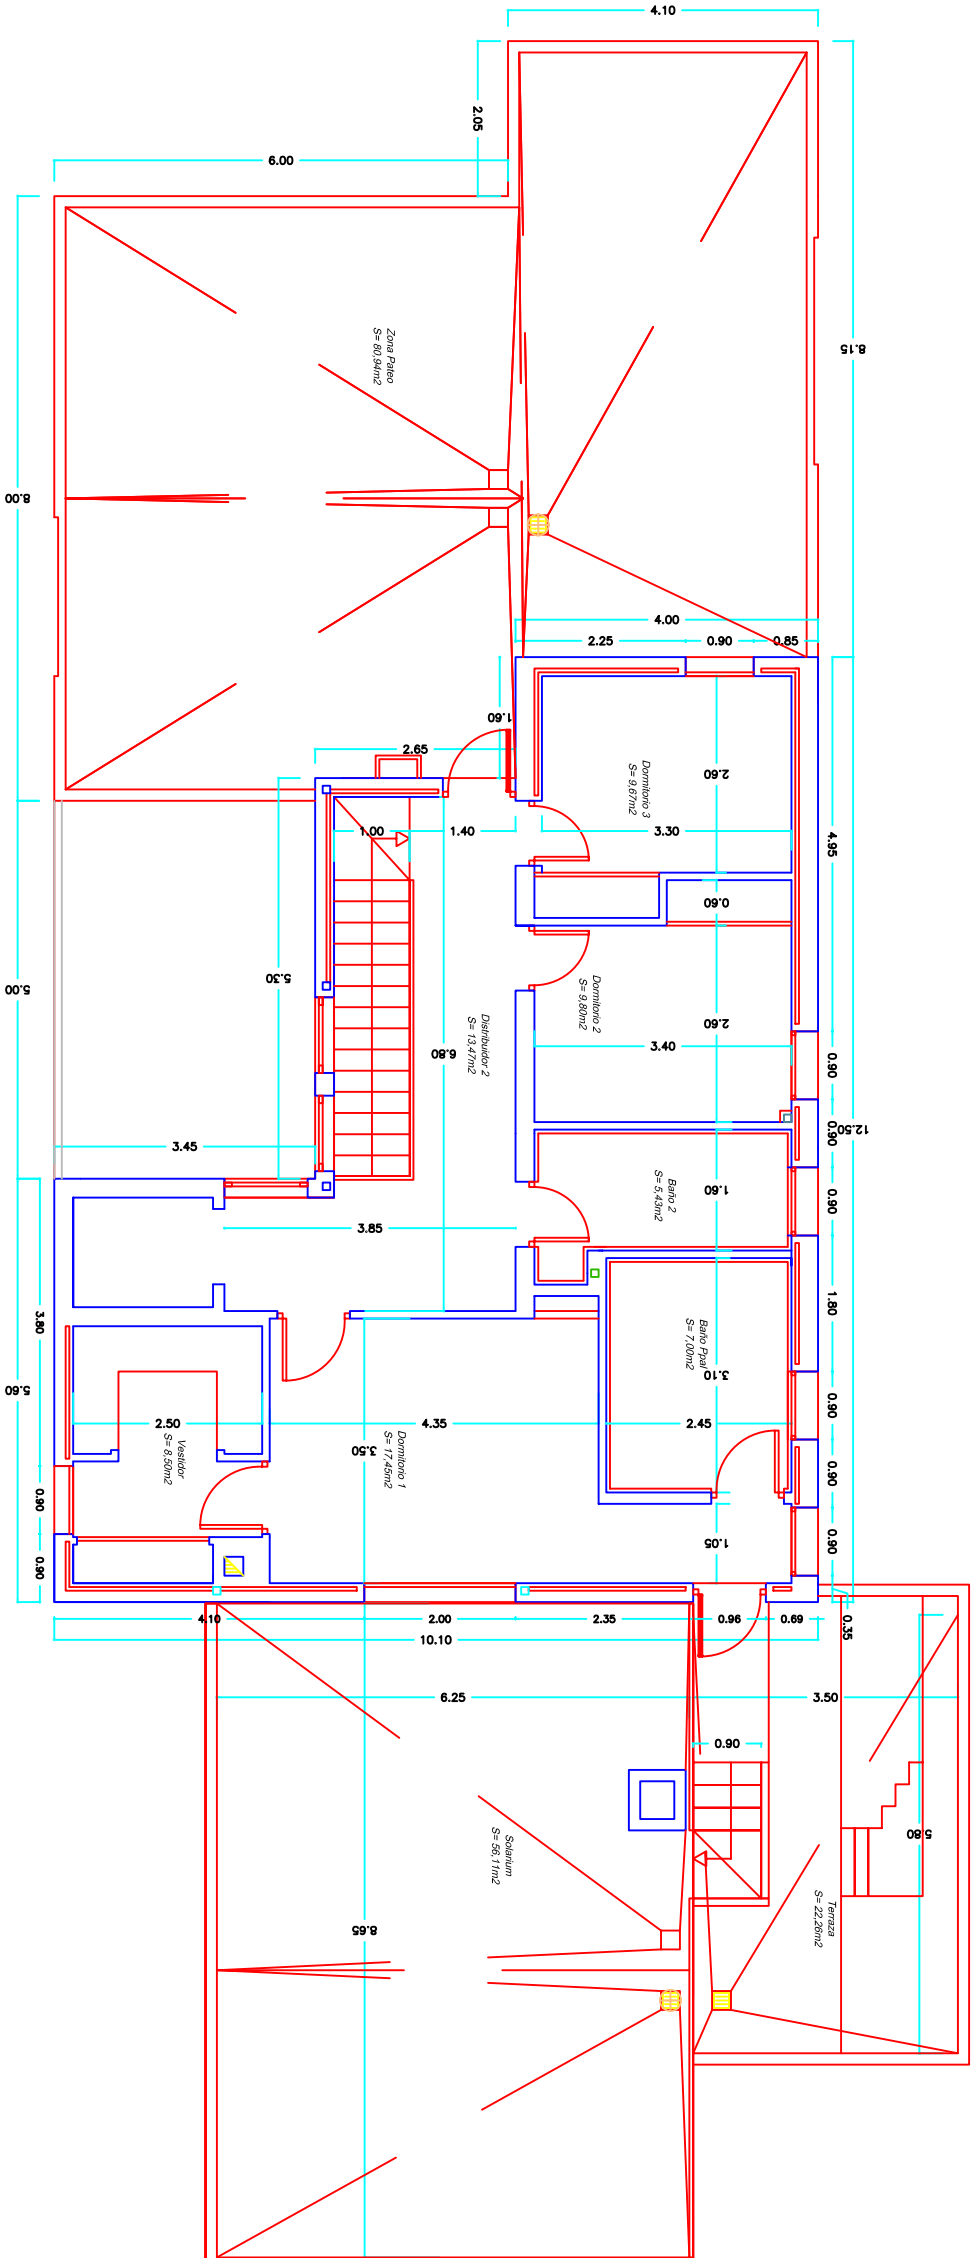 4.10
2.05
6.00
8.15
Zona Pateo
S= 80,94m2
8.00
4.00
2.25
0.90
0.85
1.60
2.65
Dormitorio 3
S= 9,67m2
2.60
1.00
1.40
3.30
4.95
0.60
5.30
5.00
Distribuidor 2
S= 13,47m2
6.80
Dormitorio 2
S= 9,80m2
2.60
3.40
0.90
0.90
12.50
3.45
Baño 2
S= 5,43m2
1.60
0.90
3.85
3.80
1.80
Baño Ppal
S= 7,00m2
3.10
5.60
0.90
2.50
4.35
2.45
Vestidor
S= 8,50m2
3.50
Dormitorio 1
S= 17,45m2
0.90
0.90
0.90
1.05
0.90
4.10
2.00
2.35
0.96
0.69
0.35
10.10
6.25
3.50
0.90
Solarium
S= 56,11m2
5.80
Terraza
S= 22,26m2
8.65